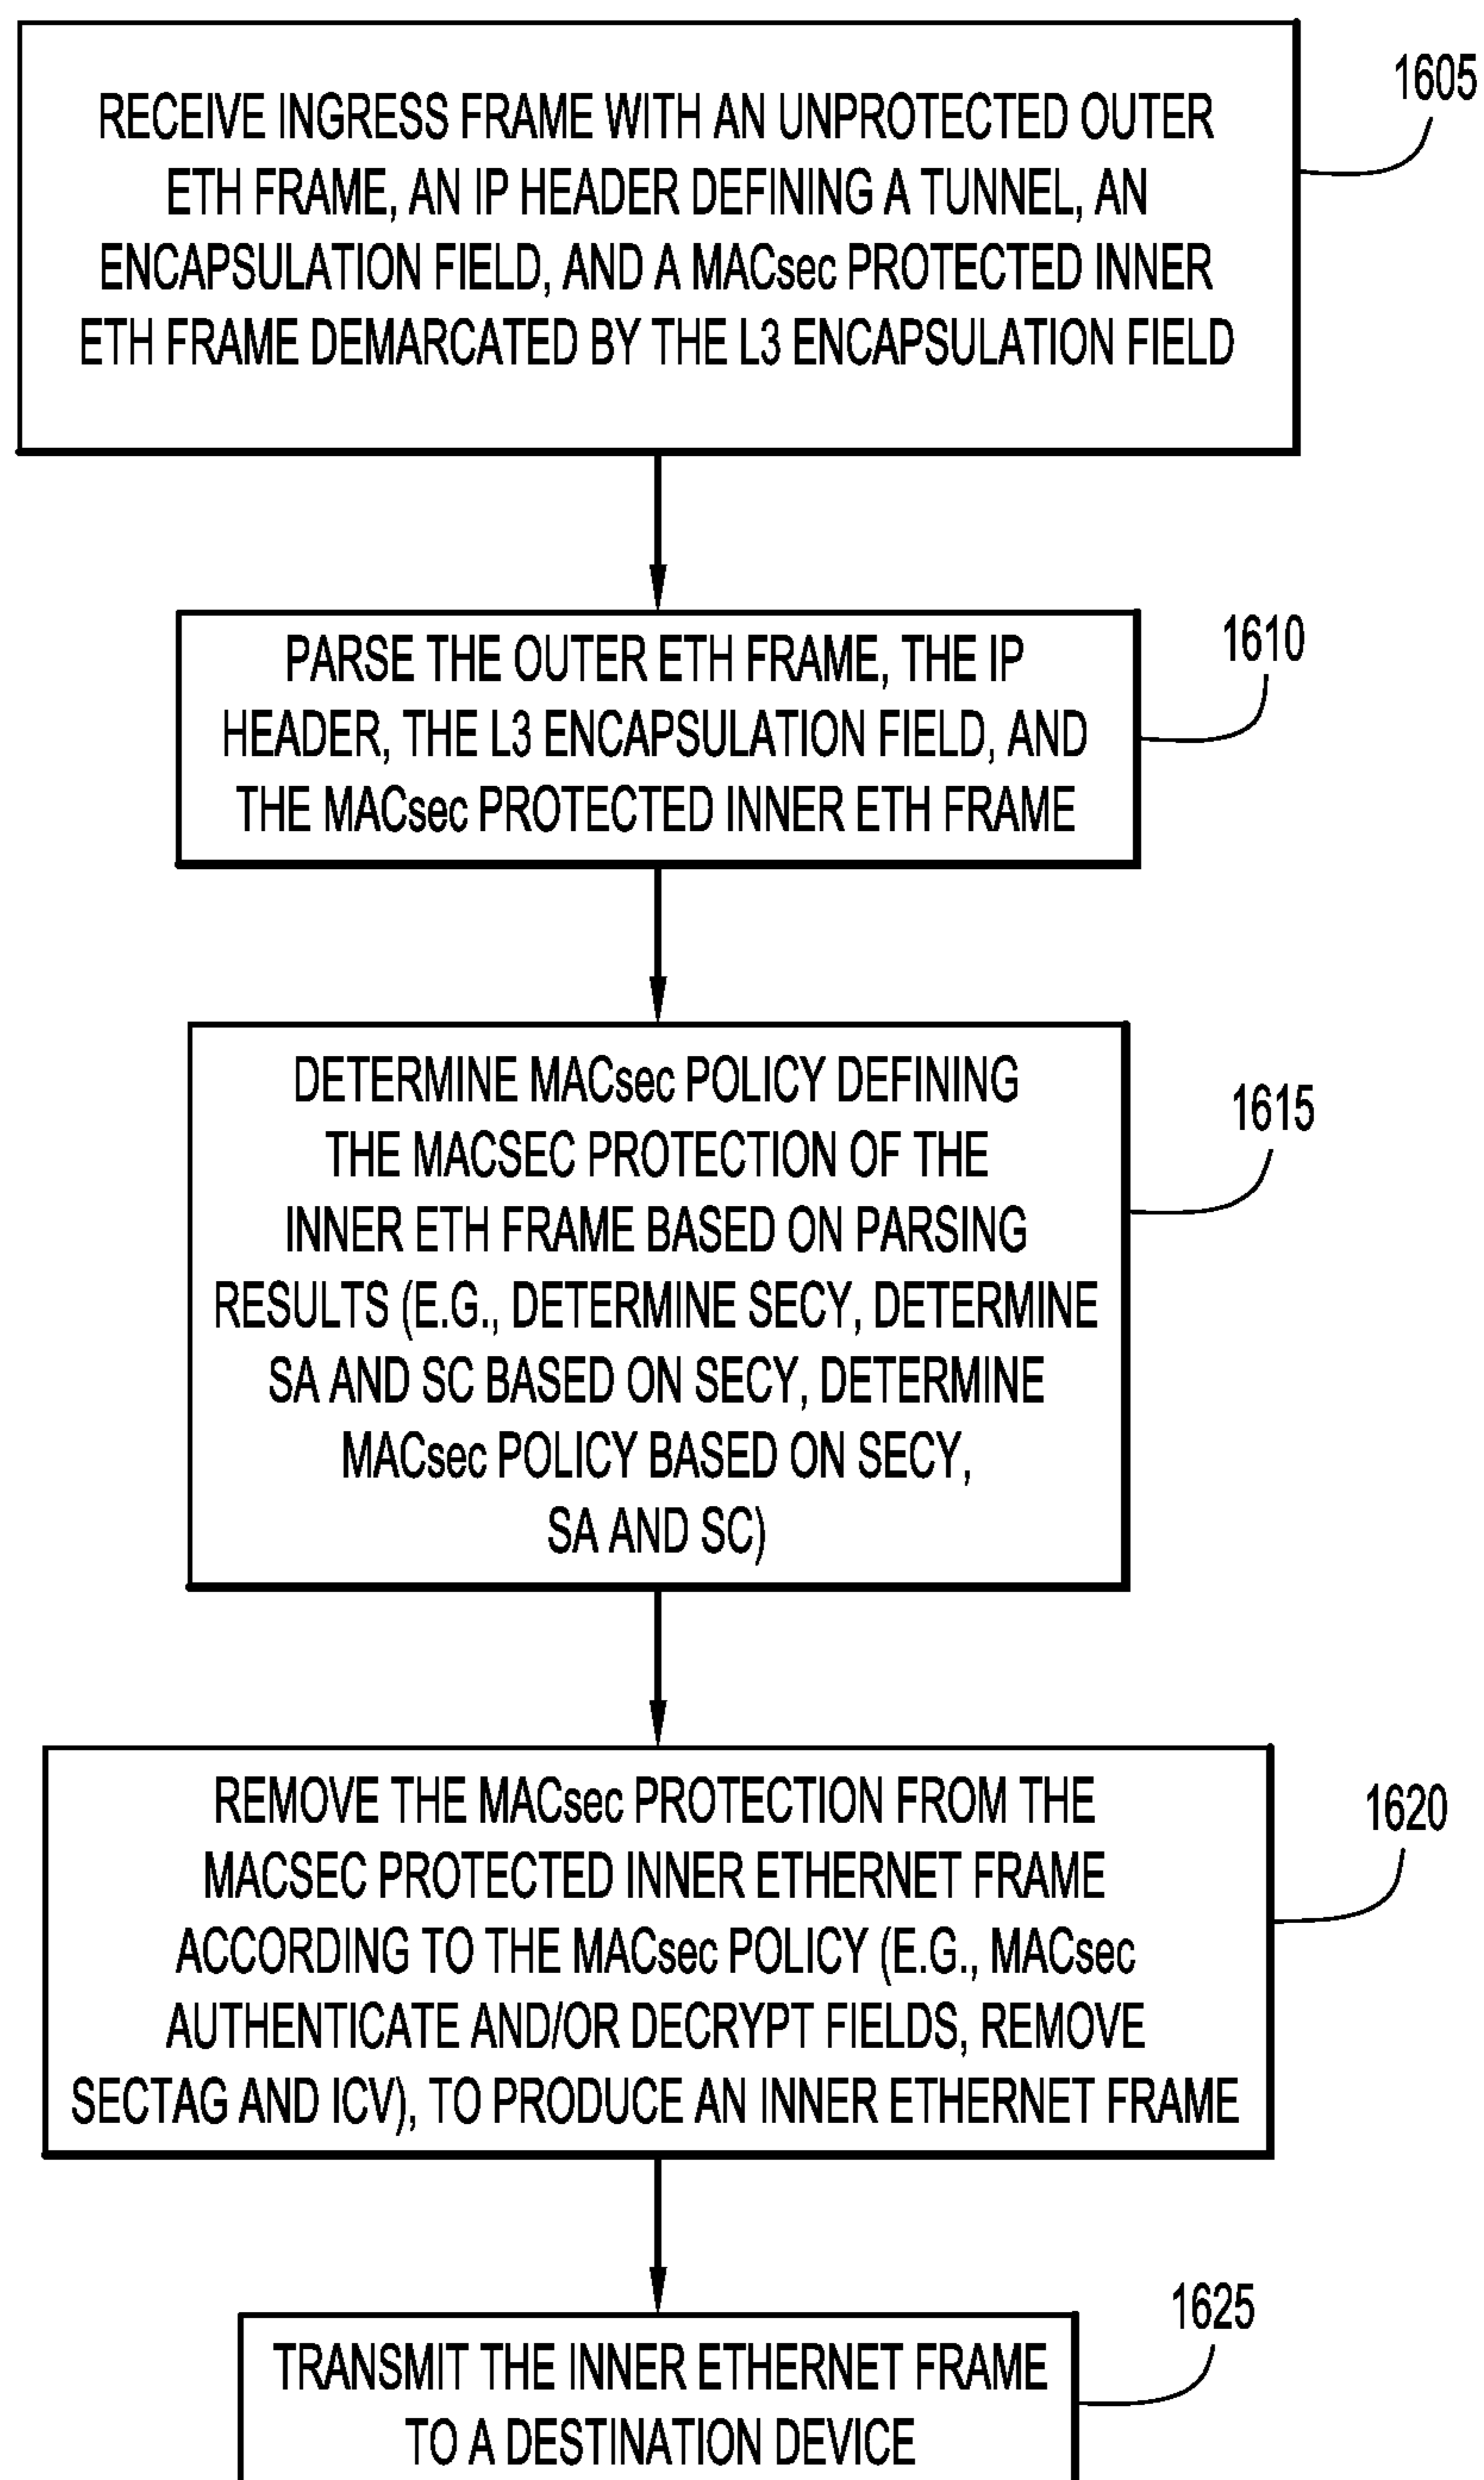 RECEIVE INGRESS FRAME WITH AN UNPROTECTED OUTER
ETH FRAME, AN IP HEADER DEFINING A TUNNEL, AN
ENCAPSULATION FIELD, AND A MACsec PROTECTED INNER
ETH FRAME DEMARCATED BY THE L3 ENCAPSULATION FIELD
1605
PARSE THE OUTER ETH FRAME, THE IP
HEADER, THE L3 ENCAPSULATION FIELD, AND
THE MACsec PROTECTED INNER ETH FRAME
1610
DETERMINE MACsec POLICY DEFINING
THE MACSEC PROTECTION OF THE
INNER ETH FRAME BASED ON PARSING
RESULTS (E.G., DETERMINE SECY, DETERMINE
SA AND SC BASED ON SECY, DETERMINE
MACsec POLICY BASED ON SECY,
SA AND SC)
1615
REMOVE THE MACsec PROTECTION FROM THE
MACSEC PROTECTED INNER ETHERNET FRAME
ACCORDING TO THE MACsec POLICY (E.G., MACsec
AUTHENTICATE AND/OR DECRYPT FIELDS, REMOVE
SECTAG AND ICV), TO PRODUCE AN INNER ETHERNET FRAME
1620
TRANSMIT THE INNER ETHERNET FRAME
TO A DESTINATION DEVICE
1625